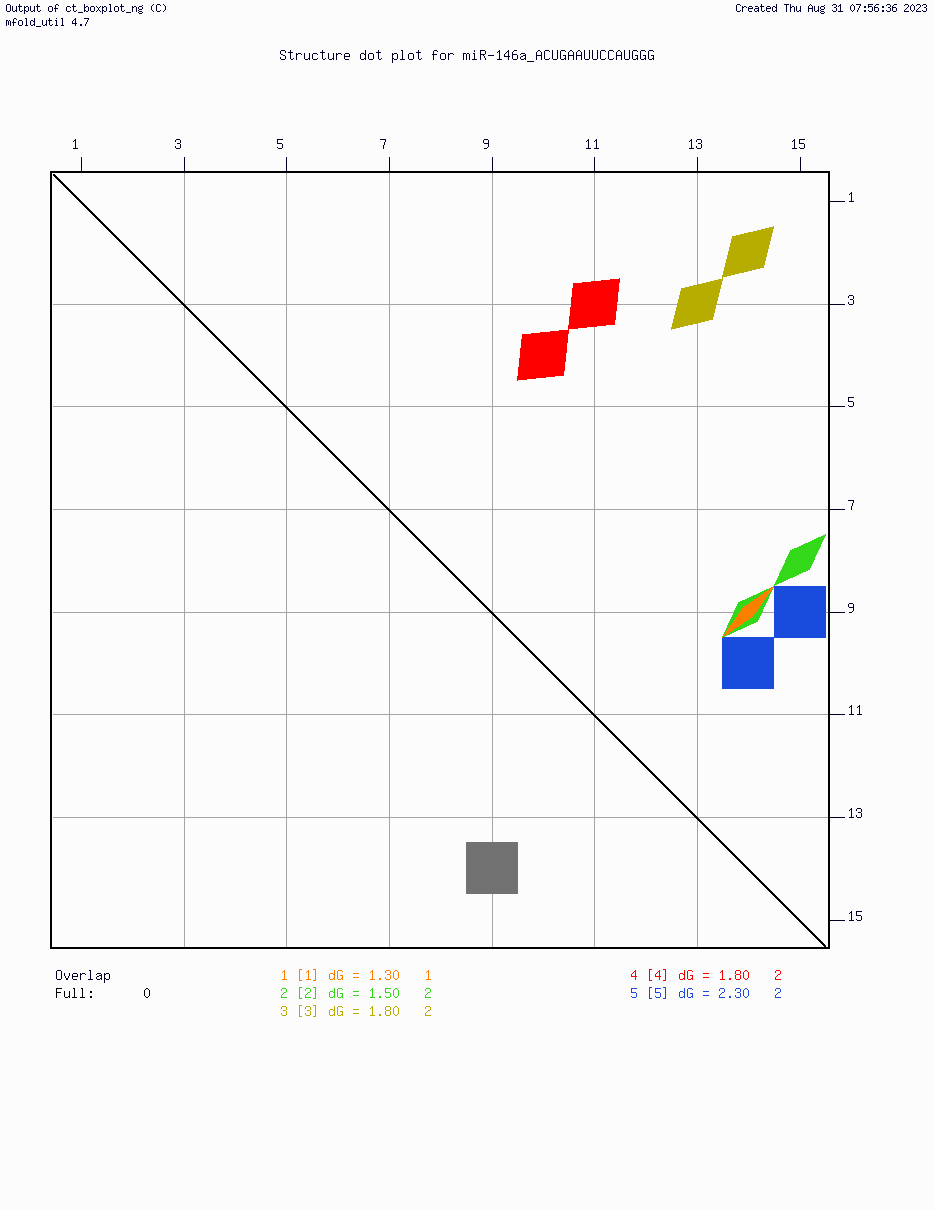 Output of ct_boxplot_ng (C)
Created Thu Aug 31 07:56:36 2023
mfold_util 4.7
Structure dot plot for miR-146a_ACUGAAUUCCAUGGG
1 3 5 7 9 11 13 15
1
3
5
7
9
11
13
15
Overlap
Full: 0
1 [1] dG = 1.30 1
2 [2] dG = 1.50 2
3 [3] dG = 1.80 2
4 [4] dG = 1.80 2
5 [5] dG = 2.30 2